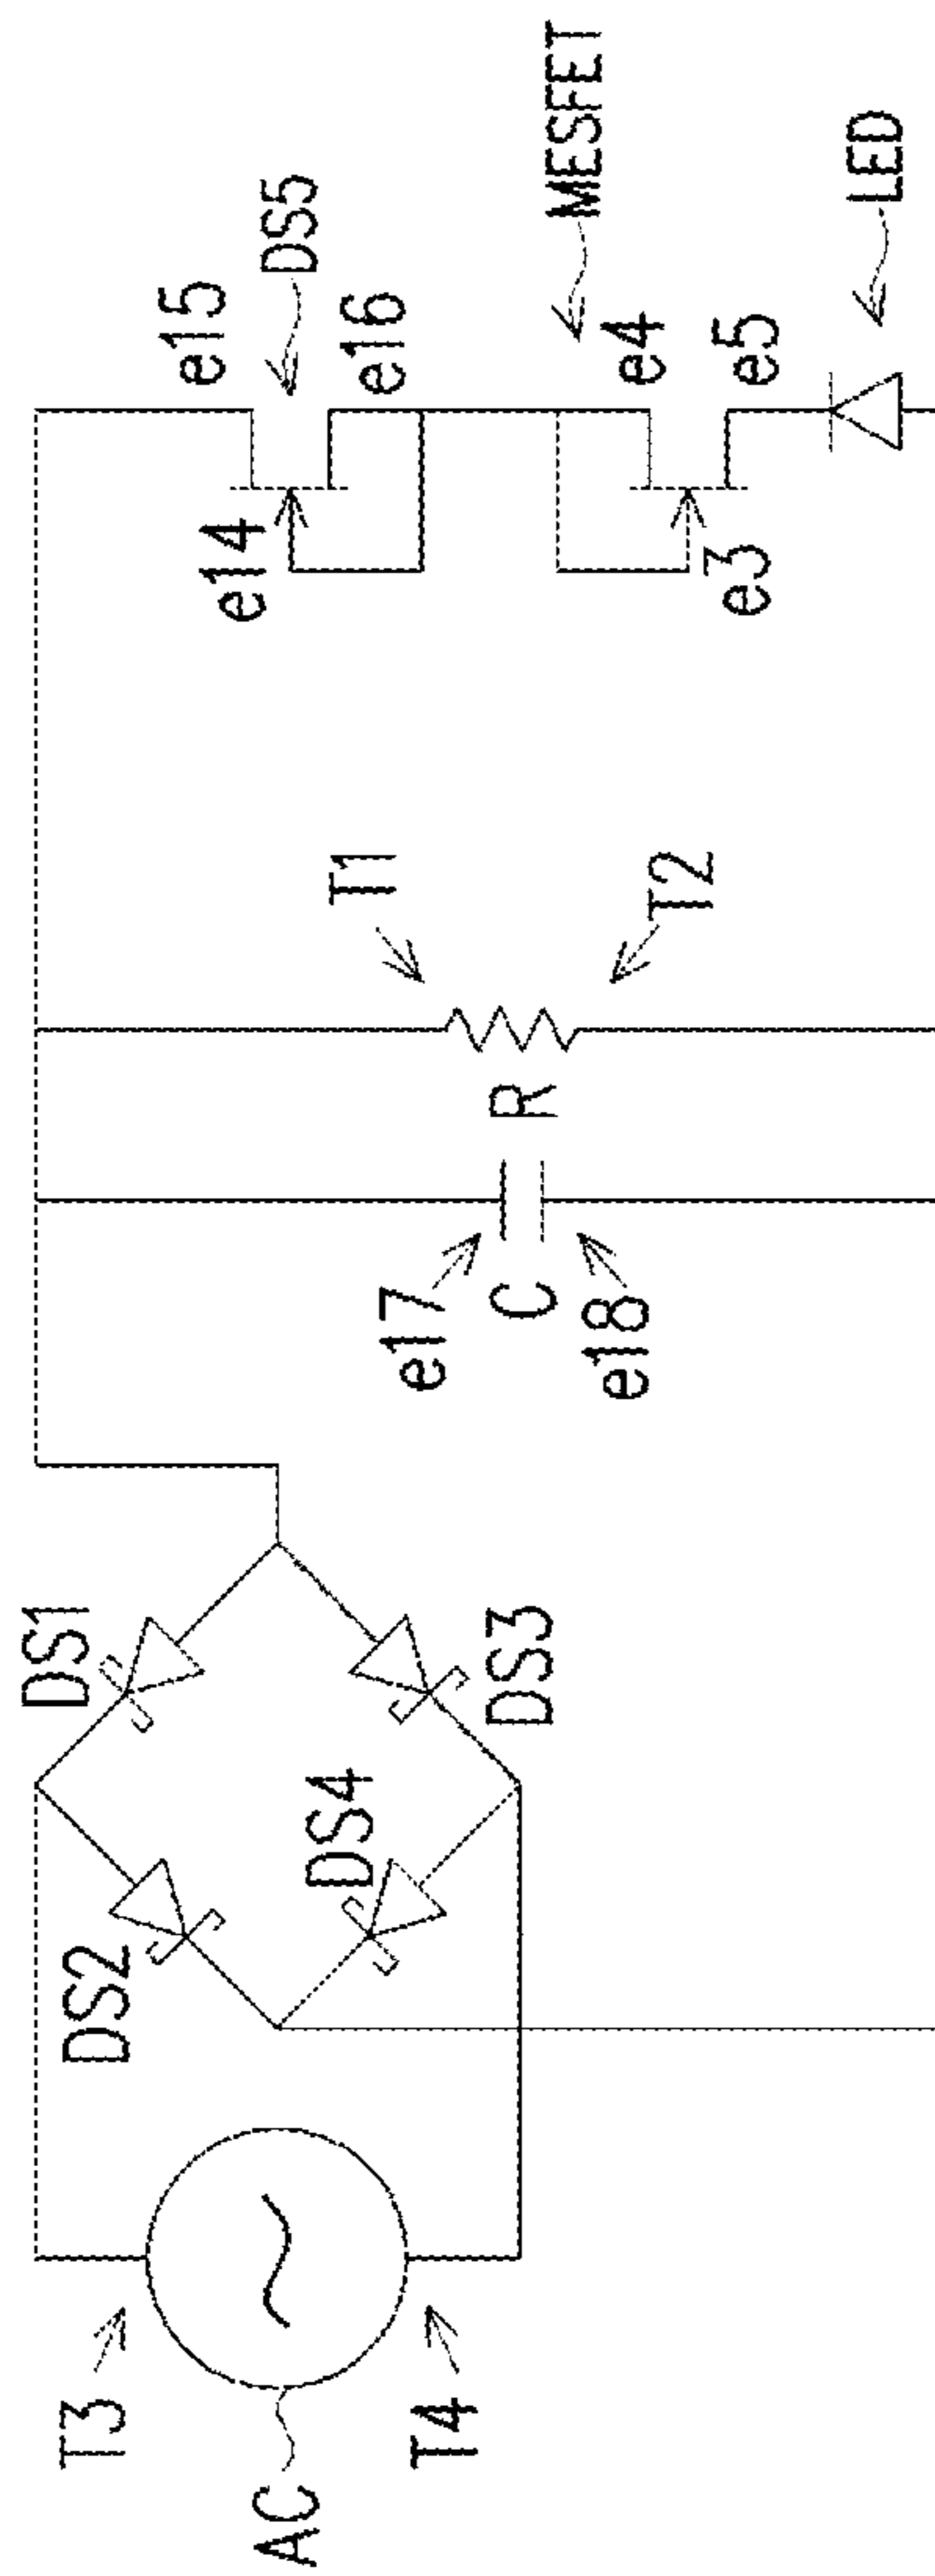 AC
T3
T4
DS2
DS1
DS4
DS3
e17
C
e18
R
T1
T2
e14
e15
DS5
e16
MESFET
e4
e3
e5
LED